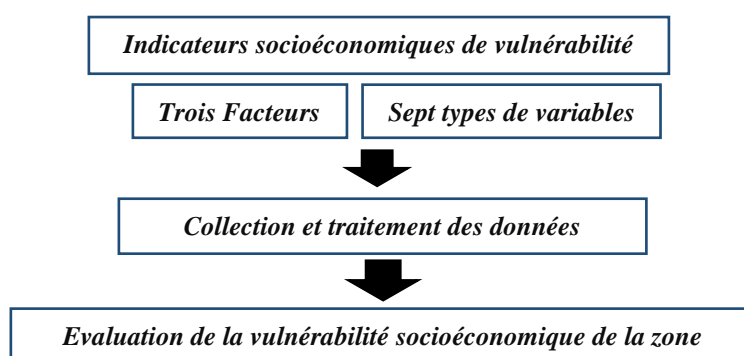 Indicateurs socioéconomiques de vulnérabilité
Trois Facteurs
Sept types de variables
Collection et traitement des données
Evaluation de la vulnérabilité socioéconomique de la zone